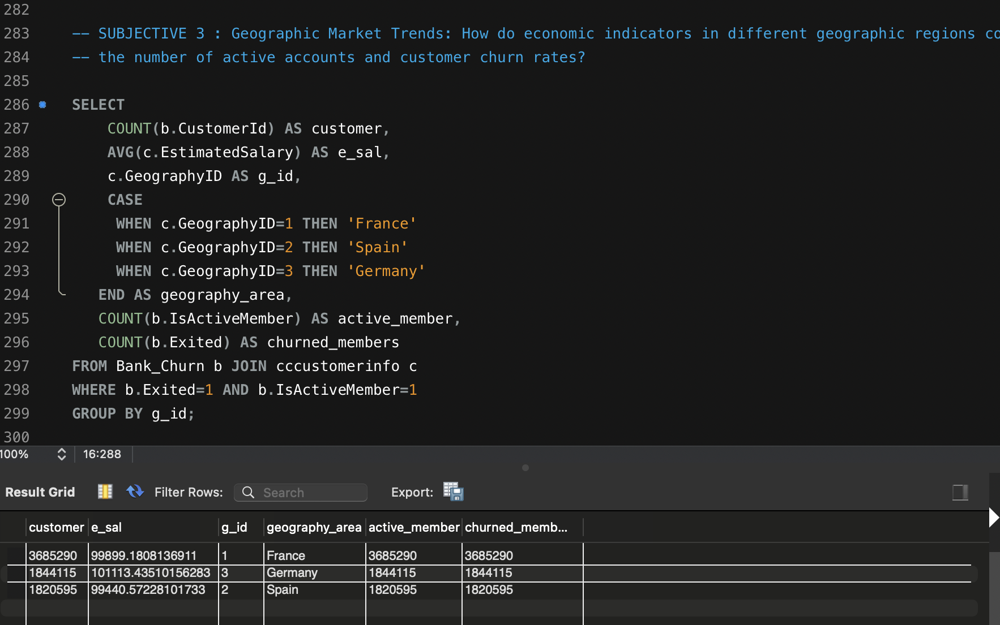 282
283 -- SUBJECTIVE 3 : Geographic Market Trends: How do economic indicators in different geographic regions co
284 -- the number of active accounts and customer churn rates?
285
286 SELECT
287 COUNT(b.CustomerId) AS customer,
288 AVG(c.EstimatedSalary) AS e_sal,
289 c.GeographyID AS g_id,
290 CASE
291 WHEN c.GeographyID=1 THEN 'France'
292 WHEN c.GeographyID=2 THEN 'Spain'
293 WHEN c.GeographyID=3 THEN 'Germany'
294 END AS geography_area,
295 COUNT(b.IsActiveMember) AS active_member,
296 COUNT(b.Exited) AS churned_members
297 FROM Bank_Churn b JOIN cccustomerinfo c
298 WHERE b.Exited=1 AND b.IsActiveMember=1
299 GROUP BY g_id;
300
100% 16:288
Result Grid Filter Rows: Search Export:
customer e_sal g_id geography_area active_member churned_memb...
3685290 99899.1808136911 1 France 3685290 3685290
1844115 101113.43510156283 3 Germany 1844115 1844115
1820595 99440.57228101733 2 Spain 1820595 1820595